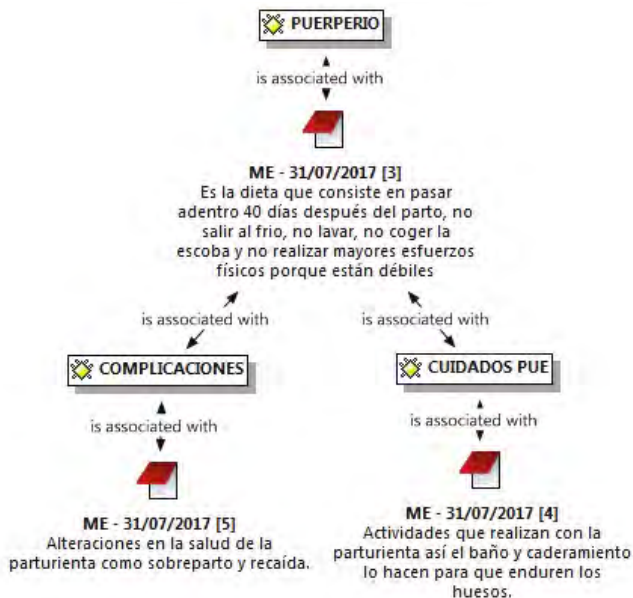 PUERPERIO
is associated with
ME - 31/07/2017 [3]
Es la dieta que consiste en pasar
adentro 40 días después del parto, no
salir al frio, no lavar, no coger la
escoba y no realizar mayores esfuerzos
físicos porque están débiles
is associated with
is associated with
COMPLICACIONES
CUIDADOS PUE
is associated with
is associated with
ME - 31/07/2017 [5]
Alteraciones en la salud de la
parturienta como sobreparto y recaída.
ME - 31/07/2017 [4]
Actividades que realizan con la
parturienta así el baño y caderamiento
lo hacen para que enduren los
huesos.